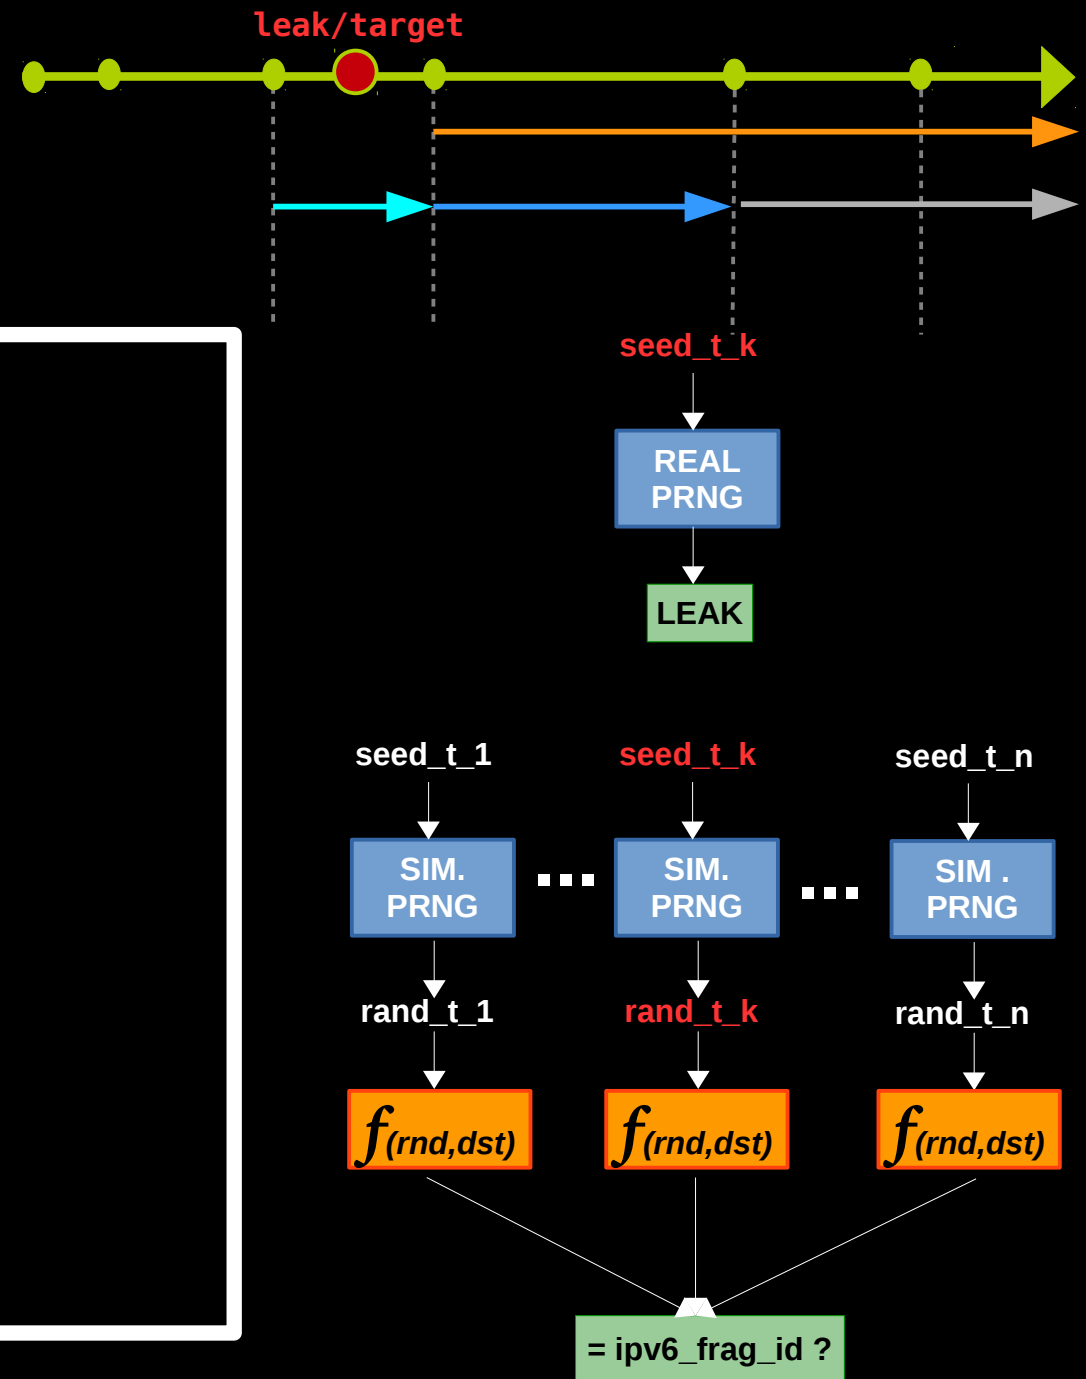 leak/target
seed_t_k
REAL
PRNG
LEAK
seed_t_1 seed_t_k seed_t_n
SIM. SIM. SIM .
PRNG PRNG PRNG
rand_t_1 rand_t_k rand_t_n
f(rnd,dst) f(rnd,dst) f(rnd,dst)
= ipv6_frag_id ?